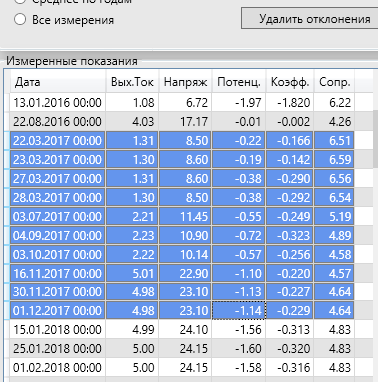 Среднее по годам
Все измерения
Удалить отклонения
Измеренные показания
Дата Вых.Ток Напряж Потенц. Коэфф. Сопр.
13.01.2016 00:00 1.08 6.72 -1.97 -1.820 6.22
22.08.2016 00:00 4.03 17.17 -0.01 -0.002 4.26
22.03.2017 00:00 1.31 8.50 -0.22 -0.166 6.51
23.03.2017 00:00 1.30 8.60 -0.19 -0.142 6.59
27.03.2017 00:00 1.31 8.60 -0.38 -0.290 6.56
28.03.2017 00:00 1.30 8.50 -0.38 -0.292 6.54
03.07.2017 00:00 2.21 11.45 -0.55 -0.249 5.19
04.09.2017 00:00 2.23 10.90 -0.72 -0.323 4.89
03.10.2017 00:00 2.22 10.14 -0.57 -0.256 4.58
16.11.2017 00:00 5.01 22.90 -1.10 -0.220 4.57
30.11.2017 00:00 4.98 23.10 -1.13 -0.227 4.64
01.12.2017 00:00 4.98 23.10 -1.14 -0.229 4.64
15.01.2018 00:00 4.99 24.10 -1.56 -0.313 4.83
25.01.2018 00:00 5.00 24.15 -1.60 -0.320 4.83
01.02.2018 00:00 5.00 24.15 -1.58 -0.316 4.83